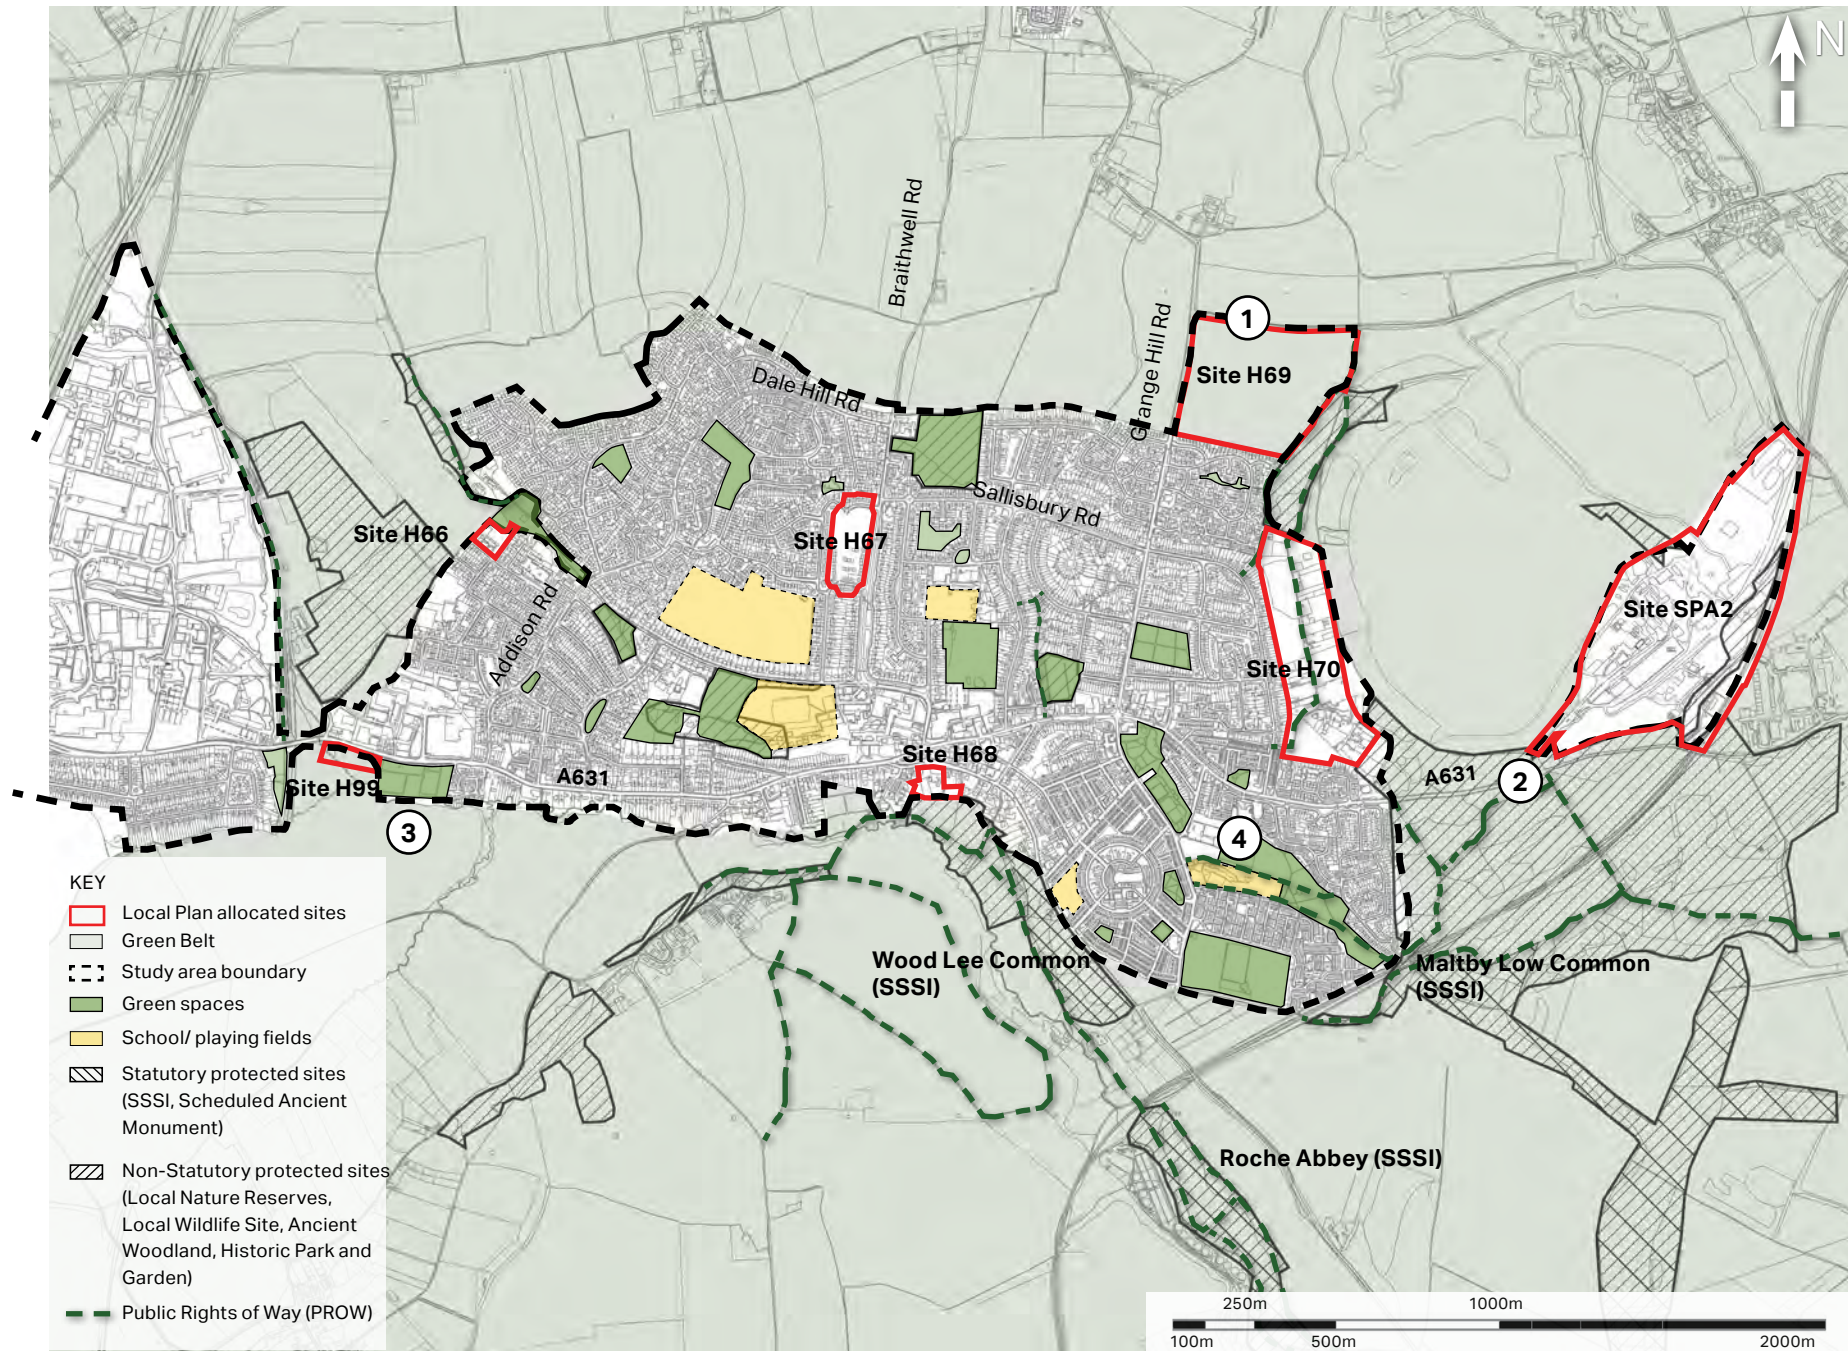 N
Braithwell Rd
Grange Hill Rd
1
Site H69
Dale Hill Rd
Sallisbury Rd
Site H66
Site H67
Addison Rd
Site SPA2
Site H70
Site H68
A631
A631
2
Site H99
3
4
Wood Lee Common
(SSSI)
Maltby Low Common
(SSSI)
Roche Abbey (SSSI)
KEY
Local Plan allocated sites
Green Belt
Study area boundary
Green spaces
School/ playing fields
Statutory protected sites
(SSSI, Scheduled Ancient
Monument)
Non-Statutory protected sites
(Local Nature Reserves,
Local Wildlife Site, Ancient
Woodland, Historic Park and
Garden)
Public Rights of Way (PROW)
250m
1000m
100m
500m
2000m